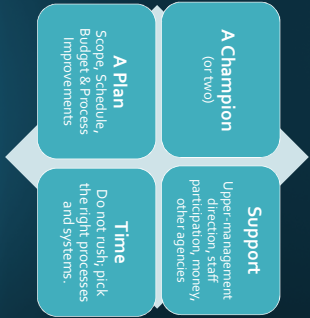 A Champion
(or two)
Support
Upper-management
direction, staff
participation, money,
other agencies
A Plan
Scope, Schedule,
Budget & Process
Improvements
Time
Do not rush; pick
the right processes
and systems.